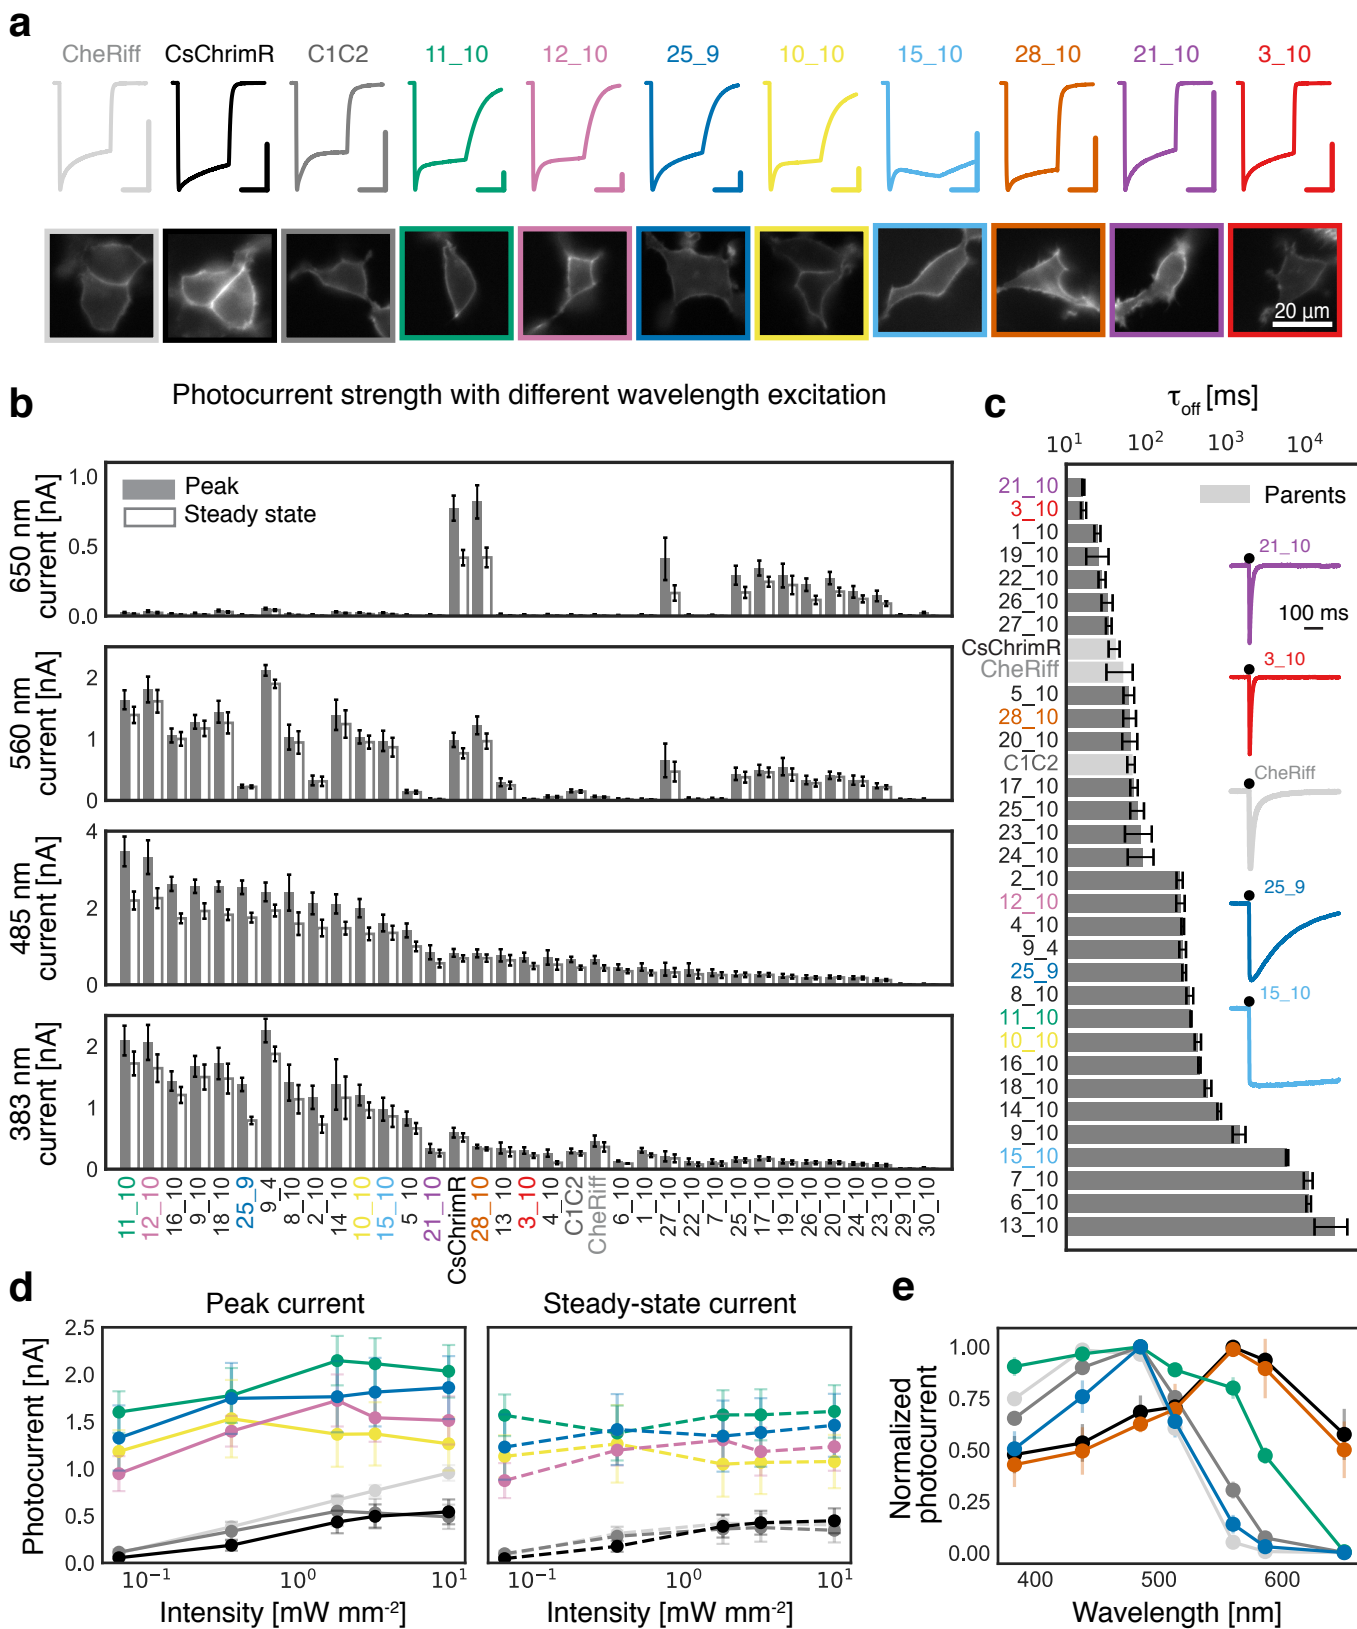 a
CheRiff CsChrimR C1C2 11_10 12_10 25_9 10_10 15_10 28_10 21_10 3_10
20 μm
b
Photocurrent strength with different wavelength excitation
650 nm
current [nA]
1.0
0.5
0.0
Peak
Steady state
560 nm
current [nA]
2
1
0
485 nm
current [nA]
4
2
0
383 nm
current [nA]
2
1
0
11_10
12_10
16_10
9_10
18_10
25_9
9_4
8_10
2_10
14_10
10_10
15_10
5_10
21_10
CsChrimR
28_10
13_10
3_10
4_10
C1C2
CheRiff
6_10
1_10
27_10
22_10
7_10
25_10
17_10
19_10
26_10
20_10
24_10
23_10
29_10
30_10
c
τoff [ms]
10¹ 10² 10³ 10⁴
Parents
21_10
3_10
1_10
19_10
22_10
26_10
27_10
CsChrimR
CheRiff
5_10
28_10
20_10
C1C2
17_10
25_10
23_10
24_10
2_10
12_10
4_10
9_4
25_9
8_10
11_10
10_10
16_10
18_10
14_10
9_10
15_10
7_10
6_10
13_10
21_10
100 ms
3_10
CheRiff
25_9
15_10
d
Peak current
Photocurrent [nA]
2.5
2.0
1.5
1.0
0.5
0.0
10⁻¹ 10⁰ 10¹
Intensity [mW mm⁻²]
Steady-state current
10⁻¹ 10⁰ 10¹
Intensity [mW mm⁻²]
e
Normalized
photocurrent
1.00
0.75
0.50
0.25
0.00
400 500 600
Wavelength [nm]